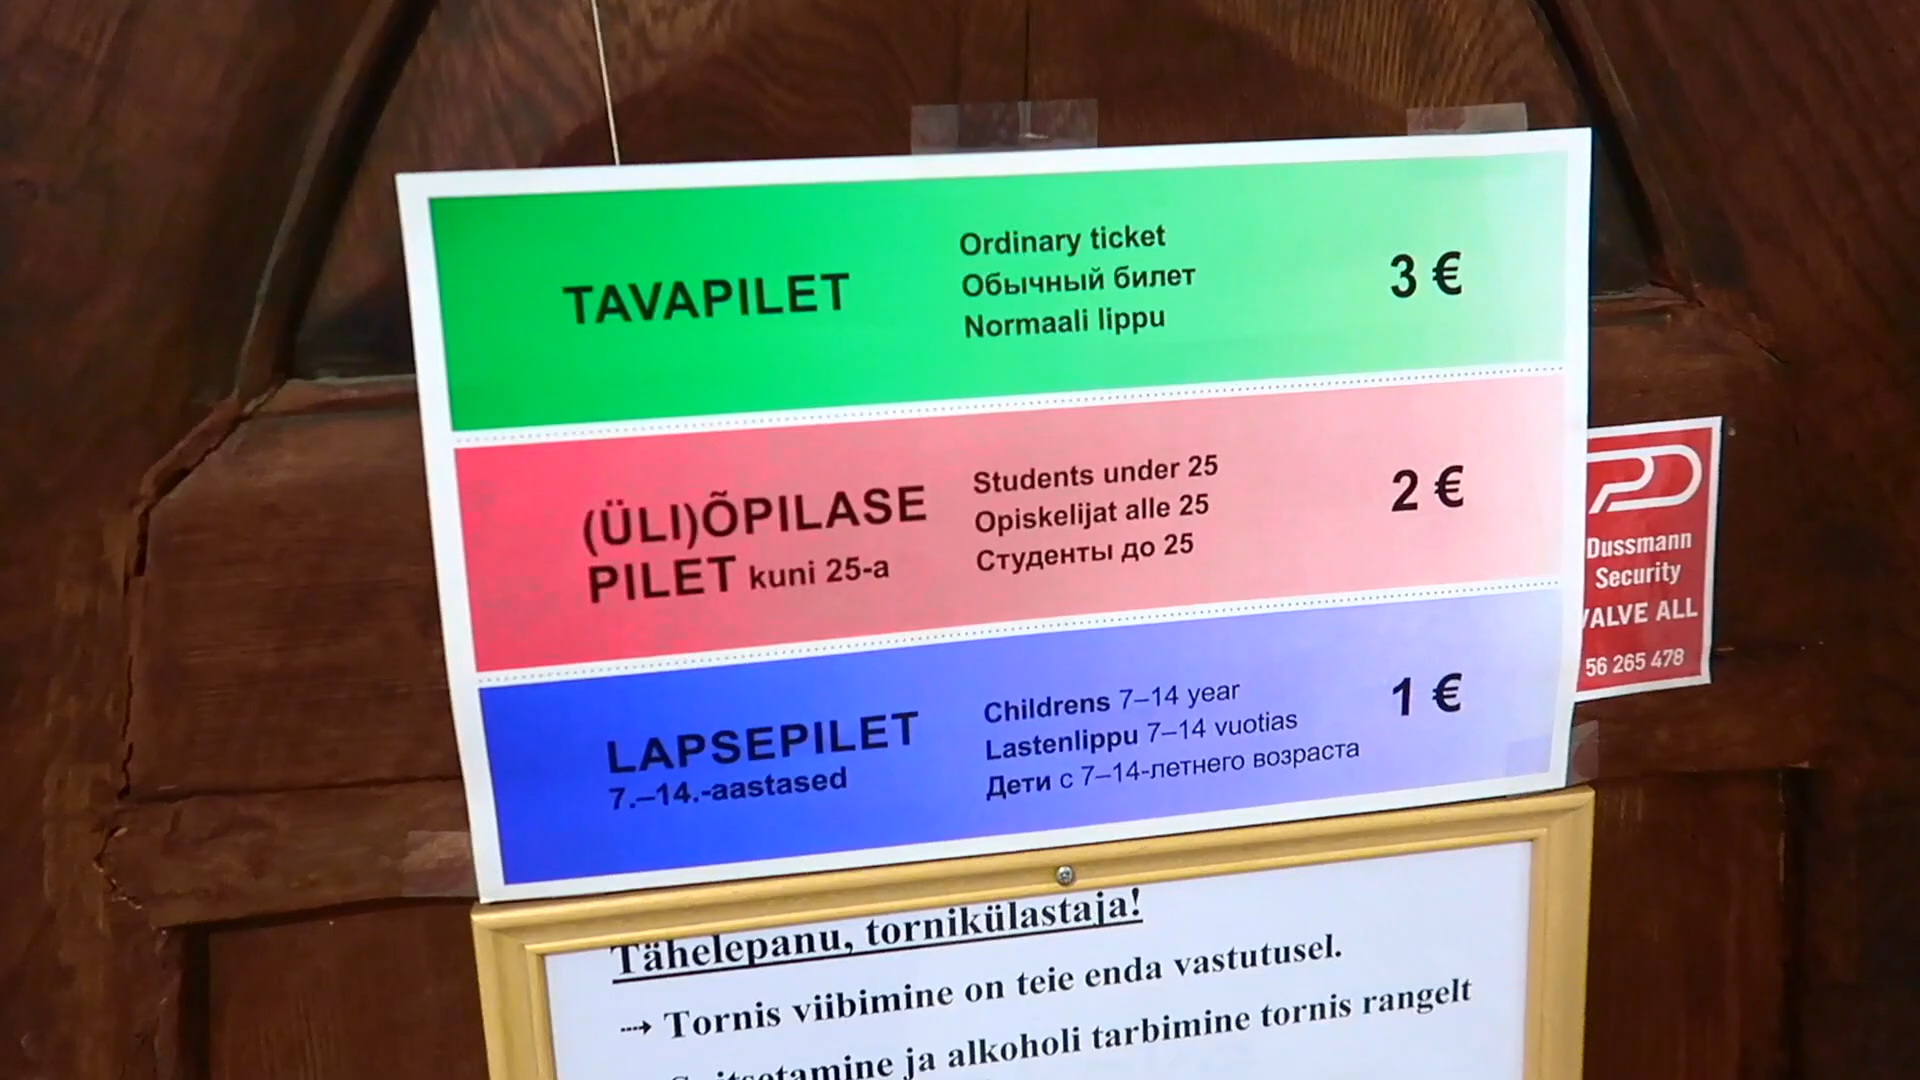 TAVAPILET
Ordinary ticket
Обычный билет
Normaali lippu
3 €
(ÜLI)ÕPILASE
PILET kuni 25-a
Students under 25
Opiskelijat alle 25
Студенты до 25
2 €
LAPSEPILET
7.–14.-aastased
Childrens 7–14 year
Lastenlippu 7–14 vuotias
Дети с 7–14-летнего возраста
1 €
Dussmann
Security
VALVE ALL
56 265 478
Tähelepanu, tornikülastaja!
→ Tornis viibimine on teie enda vastutusel.
ja alkoholi tarbimine tornis rangelt